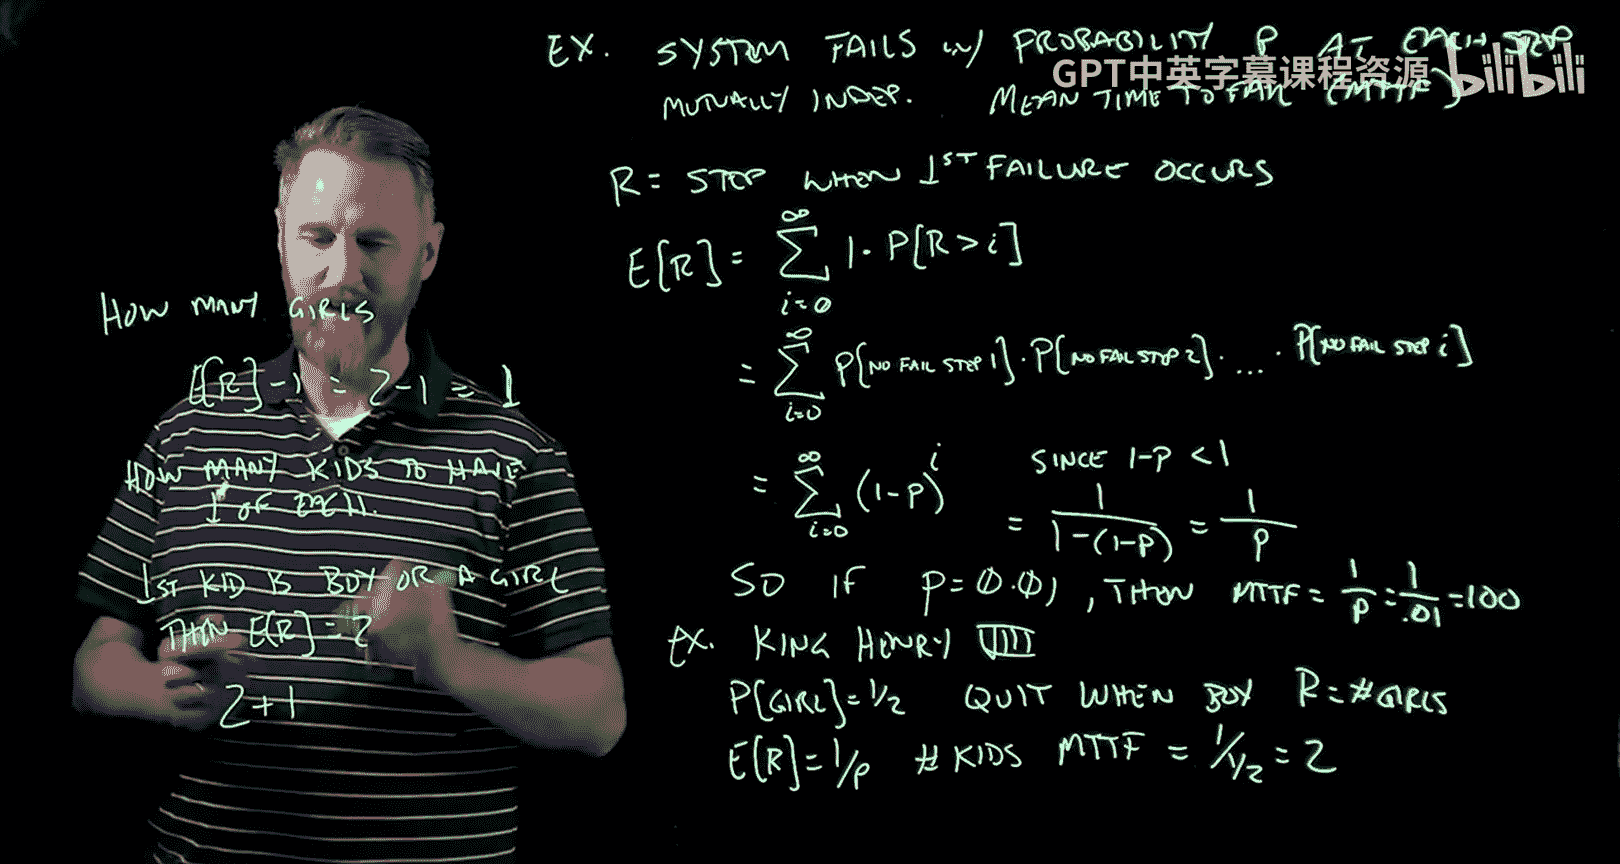 EX. SYSTEM FAILS W/ PROBABILITY P AT EACH STEP
GPT中英字幕课程资源 bilibili
MUTUALLY INDEP. MEAN TIME TO FAIL (MTTF)
R = STEP WHEN 1ST FAILURE OCCURS
E[R] = ∑_{i=0}^{∞} 1 · P[R > i]
= ∑_{i=0}^{∞} P[NO FAIL STEP 1] · P[NO FAIL STEP 2] · ... · P[NO FAIL STEP i]
= ∑_{i=0}^{∞} (1-P)^i SINCE 1-P < 1
= 1/(1-(1-P)) = 1/P
SO IF P = 0.01, THEN MTTF = 1/P = 1/.01 = 100
EX. KING HENRY VIII
P[GIRL] = 1/2 QUIT WHEN BOY R = # GIRLS
E[R] = 1/P # KIDS MTTF = 1/1/2 = 2
HOW MANY GIRLS
E[R] - 1 = 2 - 1 = 1
HOW MANY KIDS TO HAVE
1 OF EACH.
1ST KID IS BOY OR A GIRL
THEN E[R] = 2
2+1